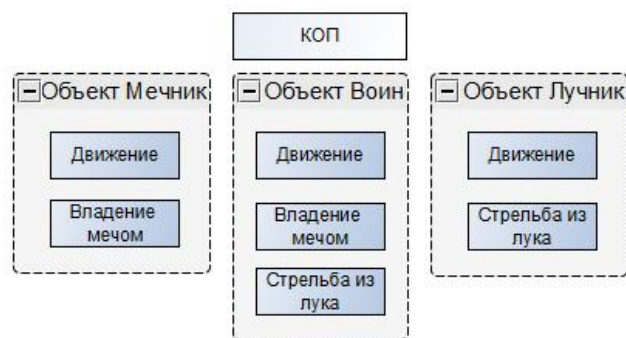 КОП
Объект Мечник
Движение
Владение
мечом
Объект Воин
Движение
Владение
мечом
Стрельба из
лука
Объект Лучник
Движение
Стрельба из
лука